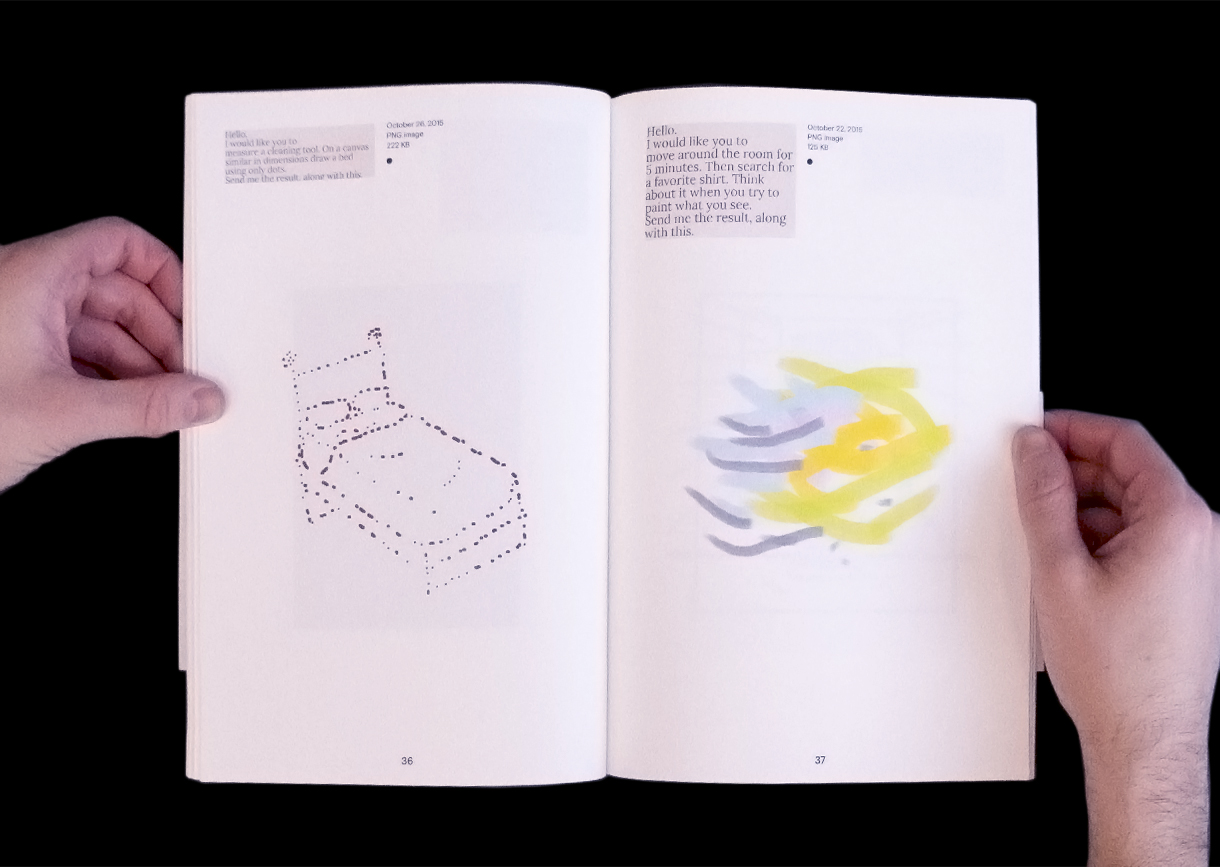 Hello,
I would like you to
measure a cleaning tool. On a canvas
similar in dimensions draw a bed
using only dots.
Send me the result, along with this.
October 26, 2015
PNG image
222 KB
36
Hello,
I would like you to
move around the room for
5 minutes. Then search for
a favorite shirt. Think
about it when you try to
paint what you see.
Send me the result, along
with this.
October 22, 2015
PNG image
125 KB
37